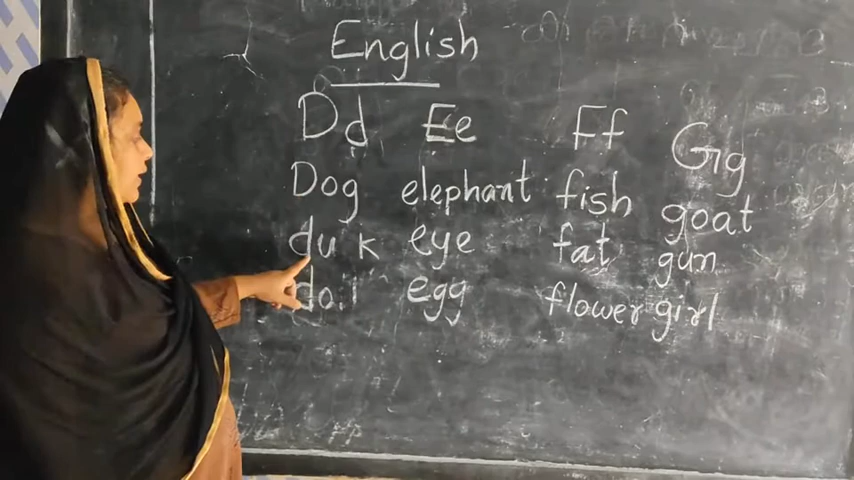 English
Dd Ee Ff Gg
Dog elephant fish goat
du k eye fat gun
egg flower girl